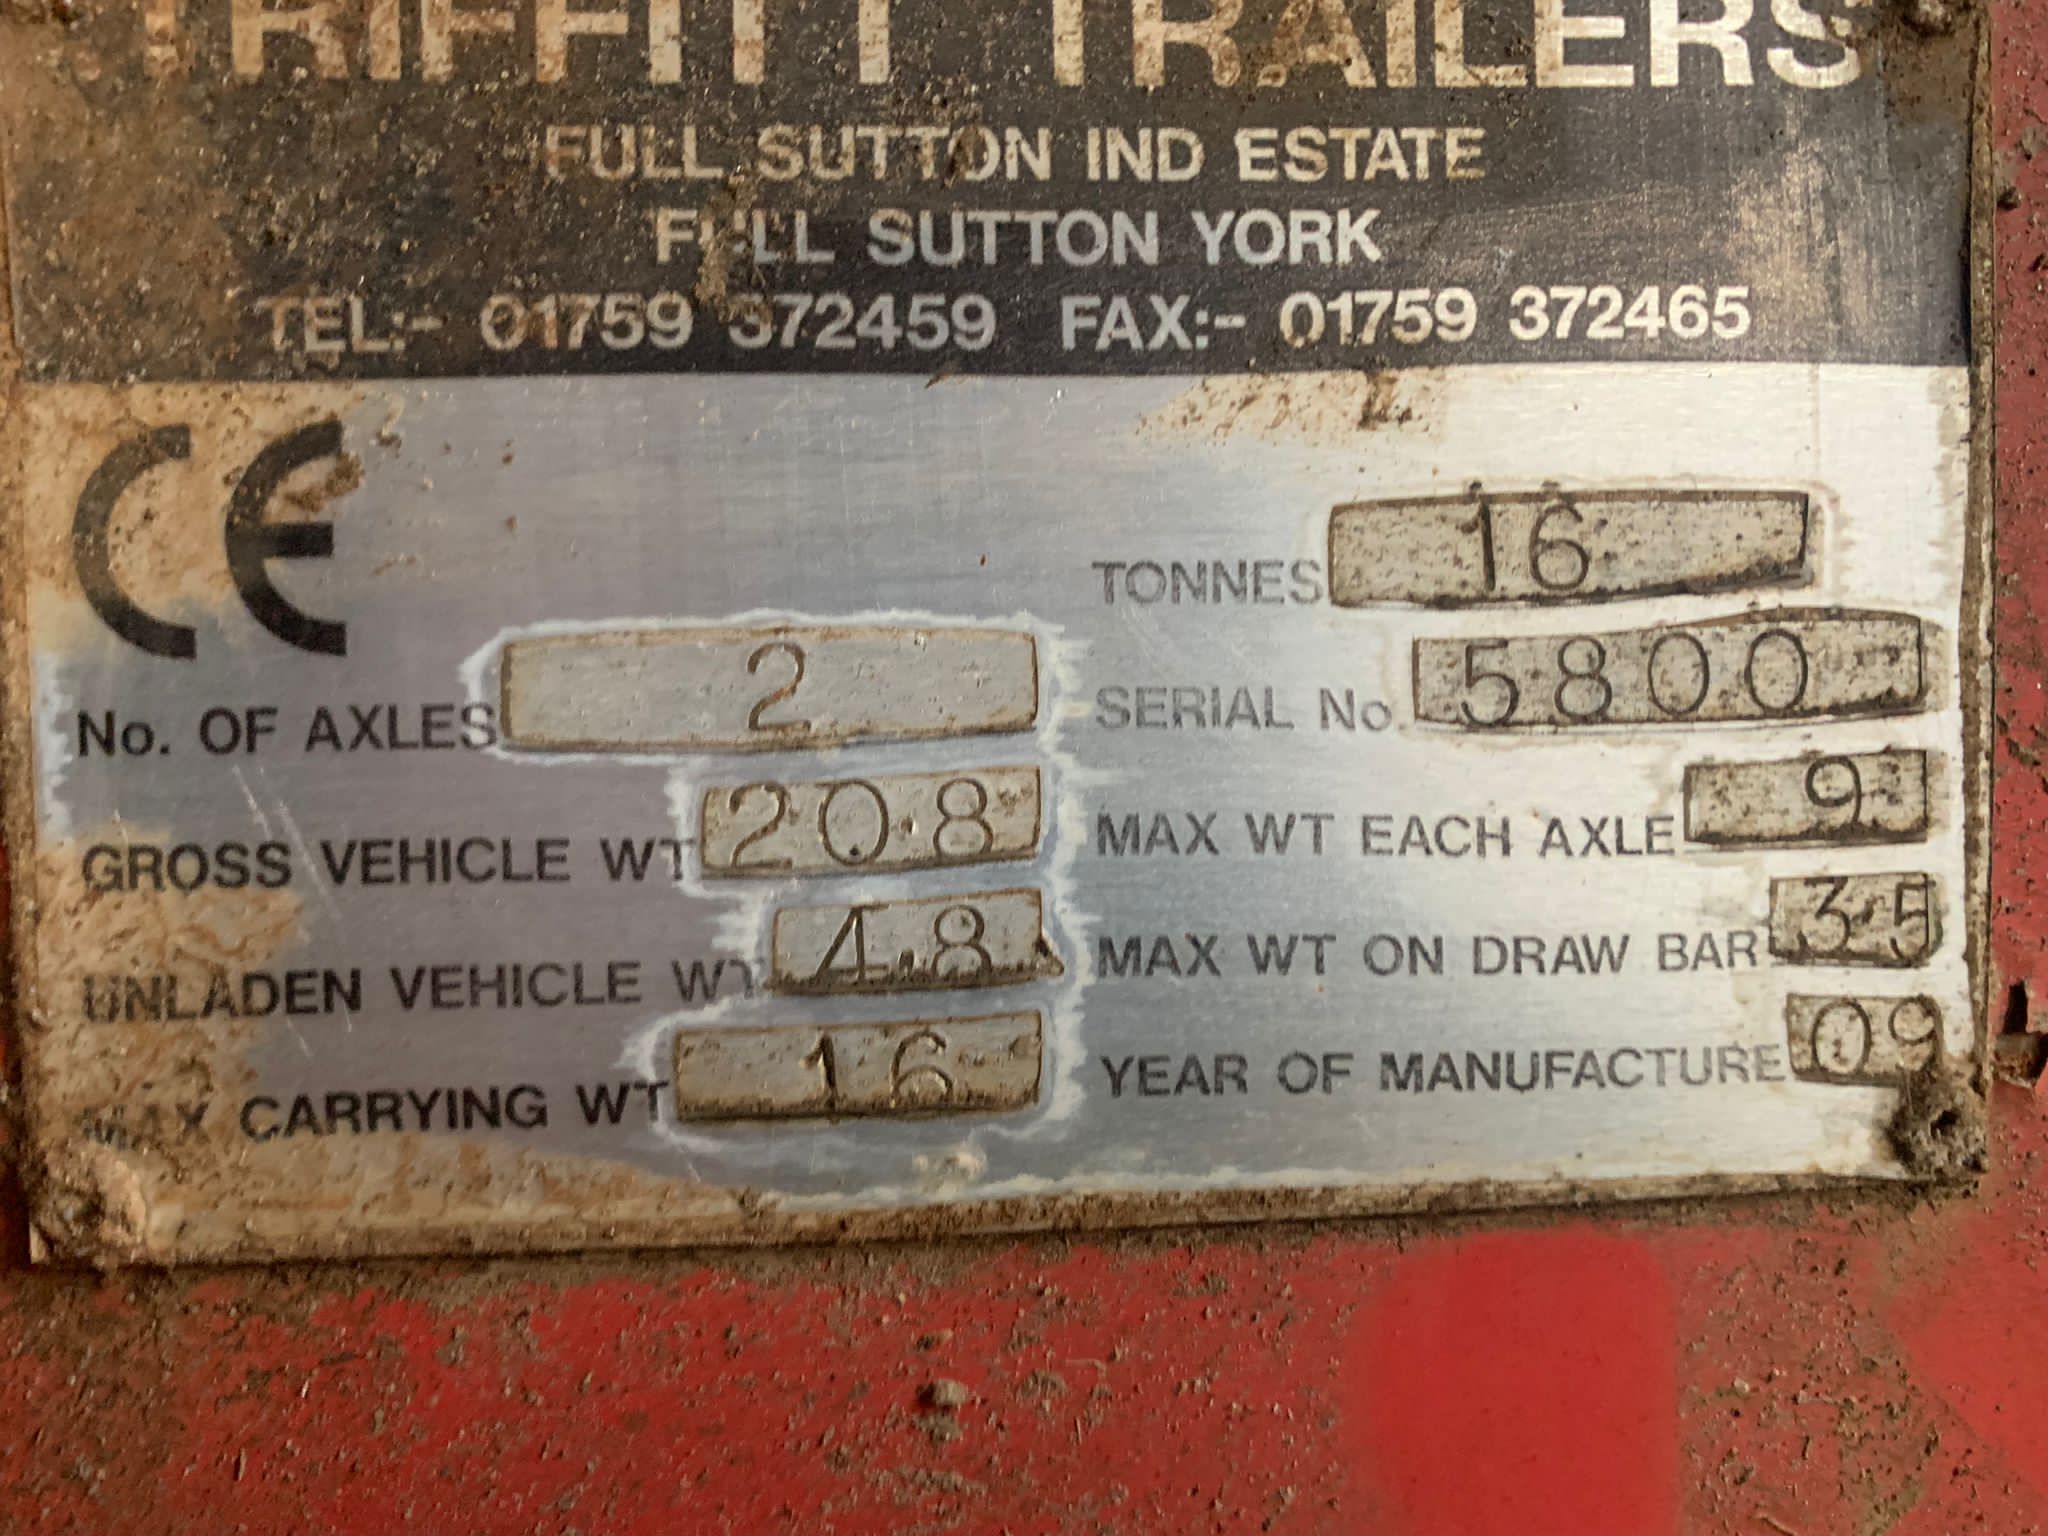 TRIFFITT TRAILERS
FULL SUTTON IND ESTATE
FULL SUTTON YORK
TEL:- 01759 372459 FAX:- 01759 372465
CE
TONNES 16
No. OF AXLES 2
SERIAL No. 5800
GROSS VEHICLE WT 20.8
MAX WT EACH AXLE 9
UNLADEN VEHICLE WT 4.8
MAX WT ON DRAW BAR 3.5
MAX CARRYING WT 16
YEAR OF MANUFACTURE 09